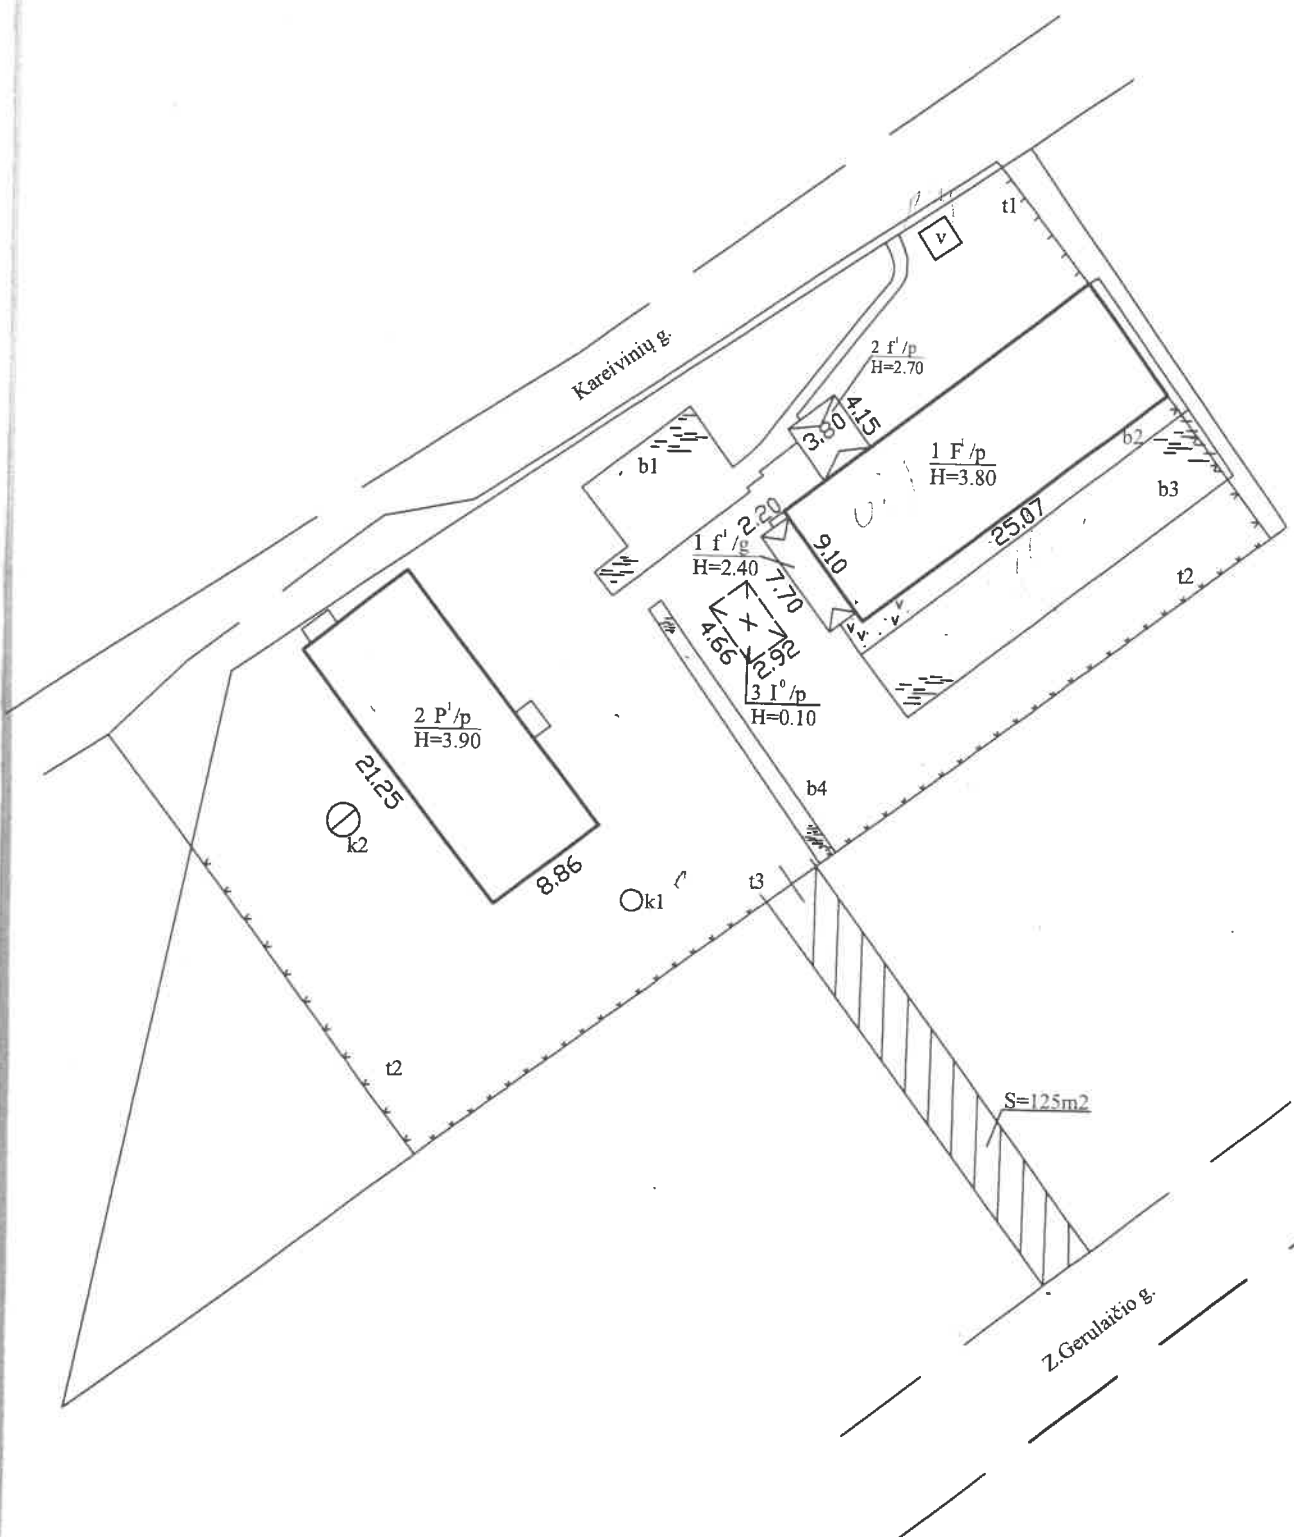 t1
v
Kareivinių g.
2 f¹/p
H=2.70
4.15
3.80
b1
1 F¹/p
H=3.80
b2
b3
25.07
2.20
9.10
1 f¹/g
H=2.40
7.70
t2
4.66
2.92
3 I⁰/p
H=0.10
2 P¹/p
H=3.90
21.25
b4
k2
8.86
t3
k1
t2
S=125m2
Z.Gerulaičio g.